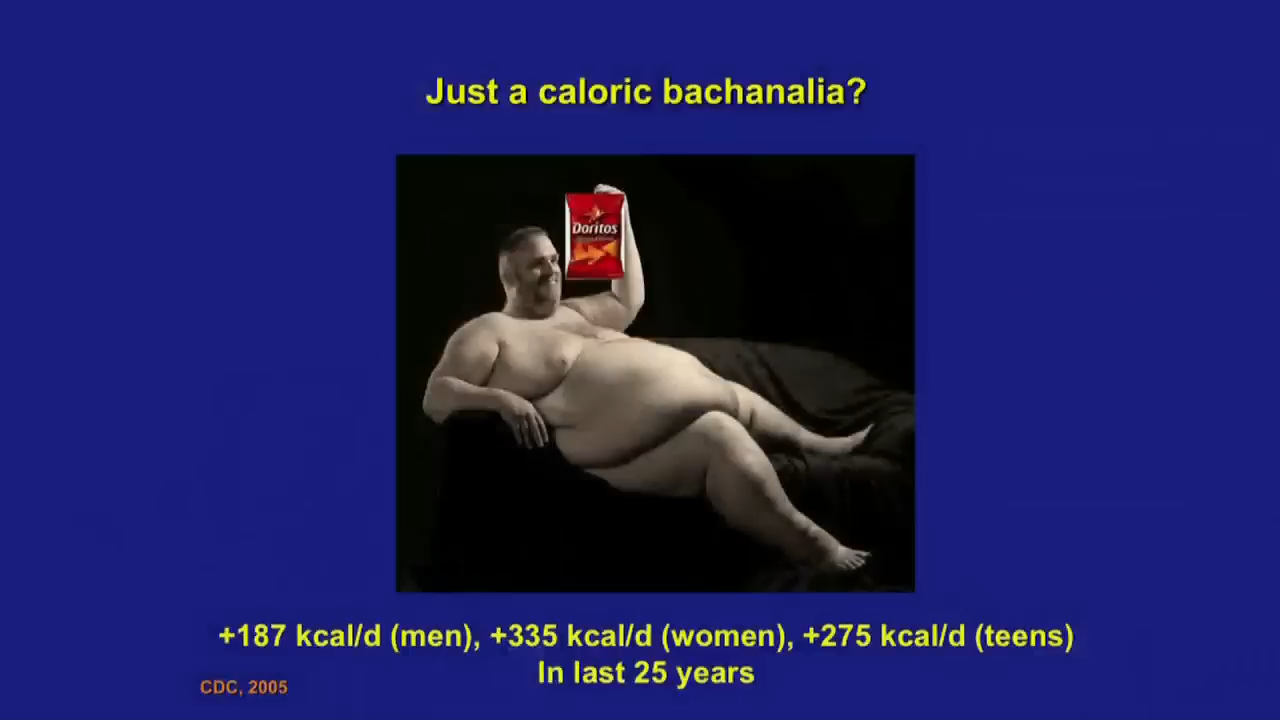 Just a caloric bachanalia?
Doritos
+187 kcal/d (men), +335 kcal/d (women), +275 kcal/d (teens)
In last 25 years
CDC, 2005